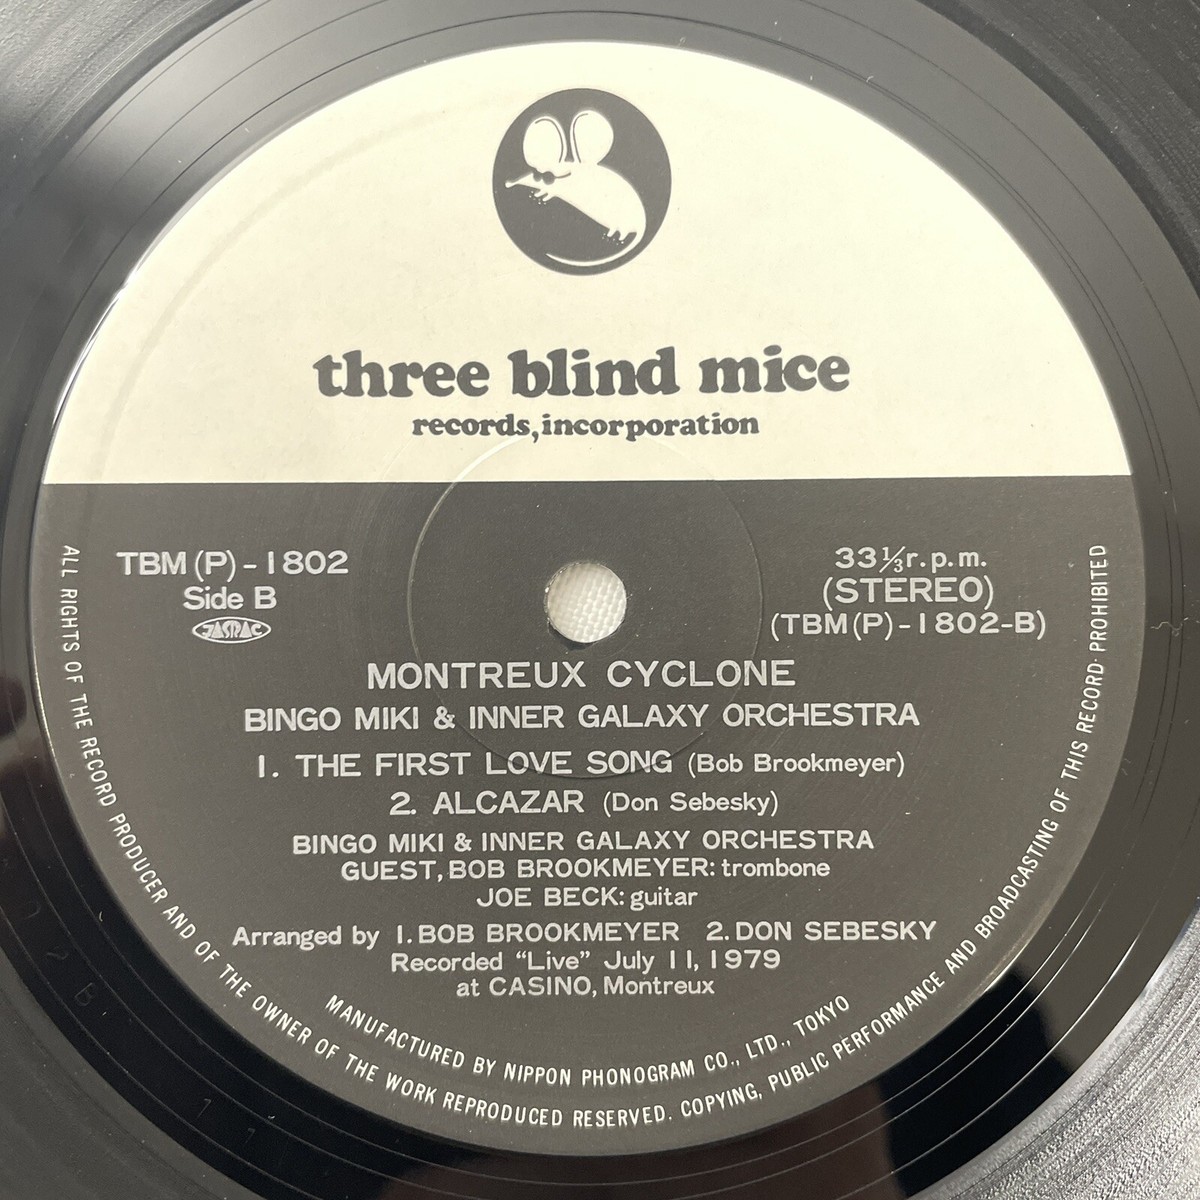 three blind mice
records, incorporation
TBM(P)-1802
Side B
JASRAC
33⅓ r.p.m.
(STEREO)
(TBM(P)-1802-B)
MONTREUX CYCLONE
BINGO MIKI & INNER GALAXY ORCHESTRA
1. THE FIRST LOVE SONG (Bob Brookmeyer)
2. ALCAZAR (Don Sebesky)
BINGO MIKI & INNER GALAXY ORCHESTRA
GUEST, BOB BROOKMEYER: trombone
JOE BECK: guitar
Arranged by 1. BOB BROOKMEYER 2. DON SEBESKY
Recorded “Live” July 11, 1979
at CASINO, Montreux
MANUFACTURED BY NIPPON PHONOGRAM CO., LTD., TOKYO
ALL RIGHTS OF THE RECORD PRODUCER AND OF THE OWNER OF THE WORK REPRODUCED RESERVED. COPYING, PUBLIC PERFORMANCE AND BROADCASTING OF THIS RECORD PROHIBITED